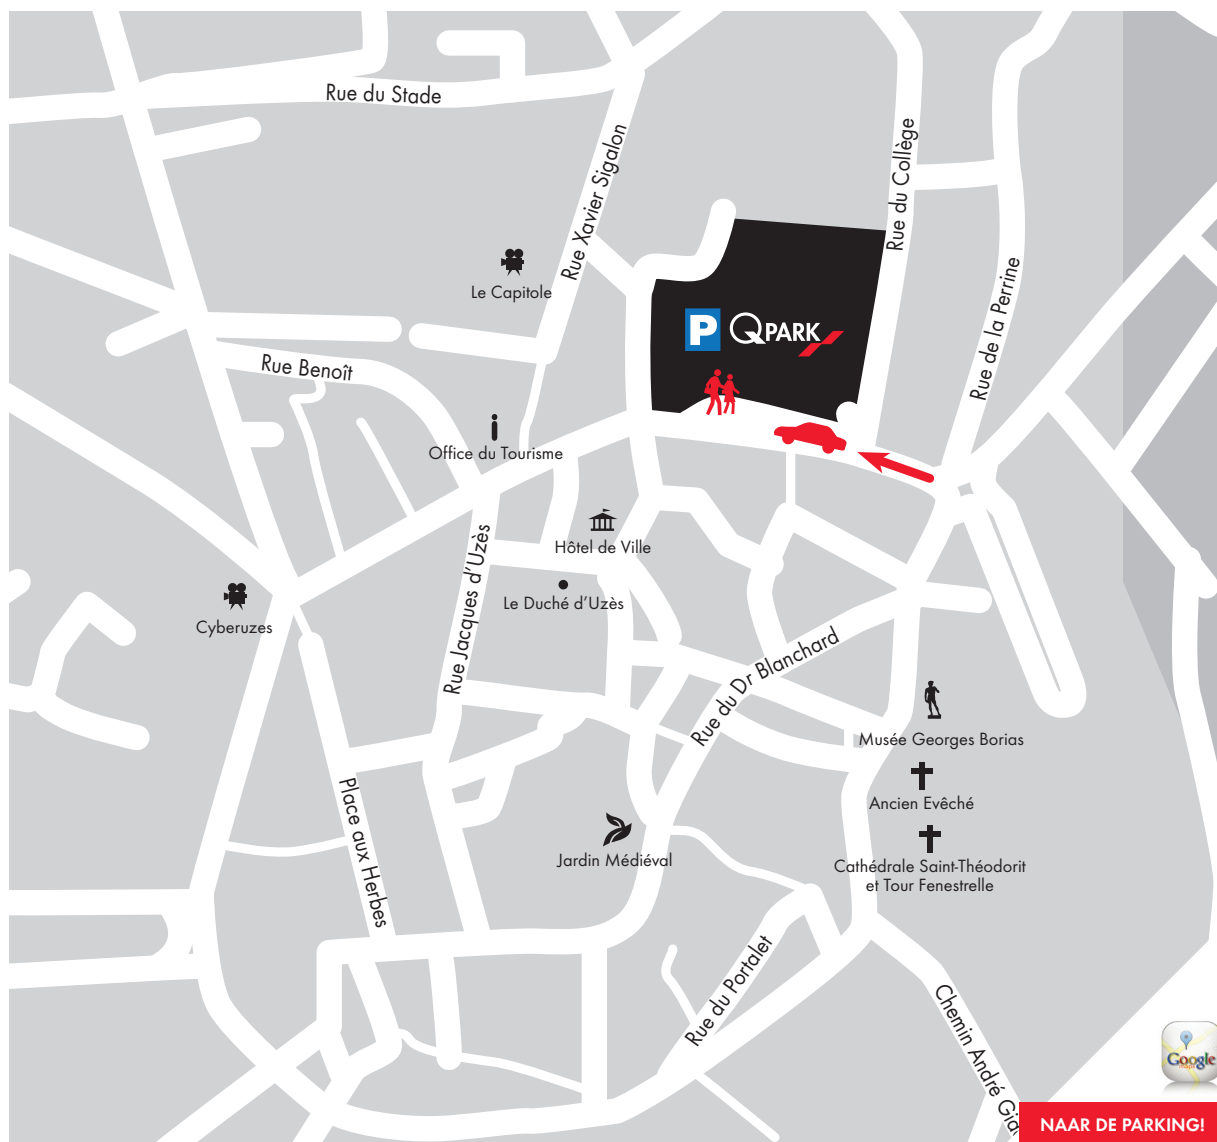 Rue du Stade
Rue Xavier Sigalon
Rue du Collège
Rue de la Perrine
Le Capitole
P Q PARK
Rue Benoît
Office du Tourisme
Hôtel de Ville
Le Duché d'Uzès
Cyberuzes
Rue Jacques d'Uzès
Rue du Dr Blanchard
Musée Georges Borias
Ancien Evêché
Place aux Herbes
Jardin Médiéval
Cathédrale Saint-Théodorit
et Tour Fenestrelle
Rue du Portalet
Chemin André
Google
NAAR DE PARKING!